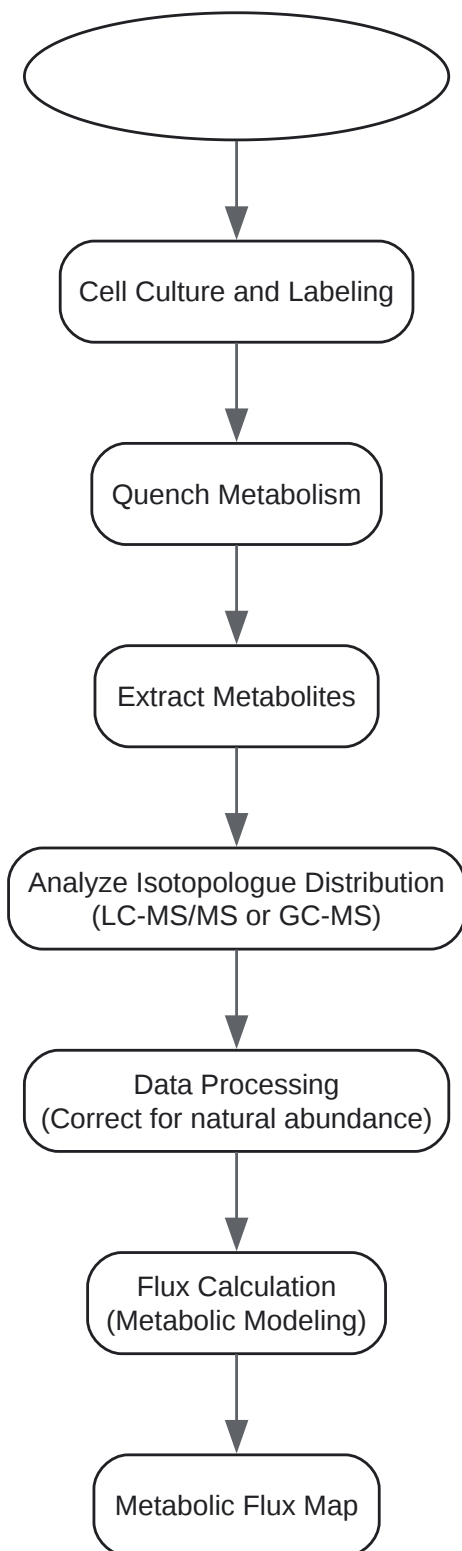 Cell Culture and Labeling
Quench Metabolism
Extract Metabolites
Analyze Isotopologue Distribution
(LC-MS/MS or GC-MS)
Data Processing
(Correct for natural abundance)
Flux Calculation
(Metabolic Modeling)
Metabolic Flux Map